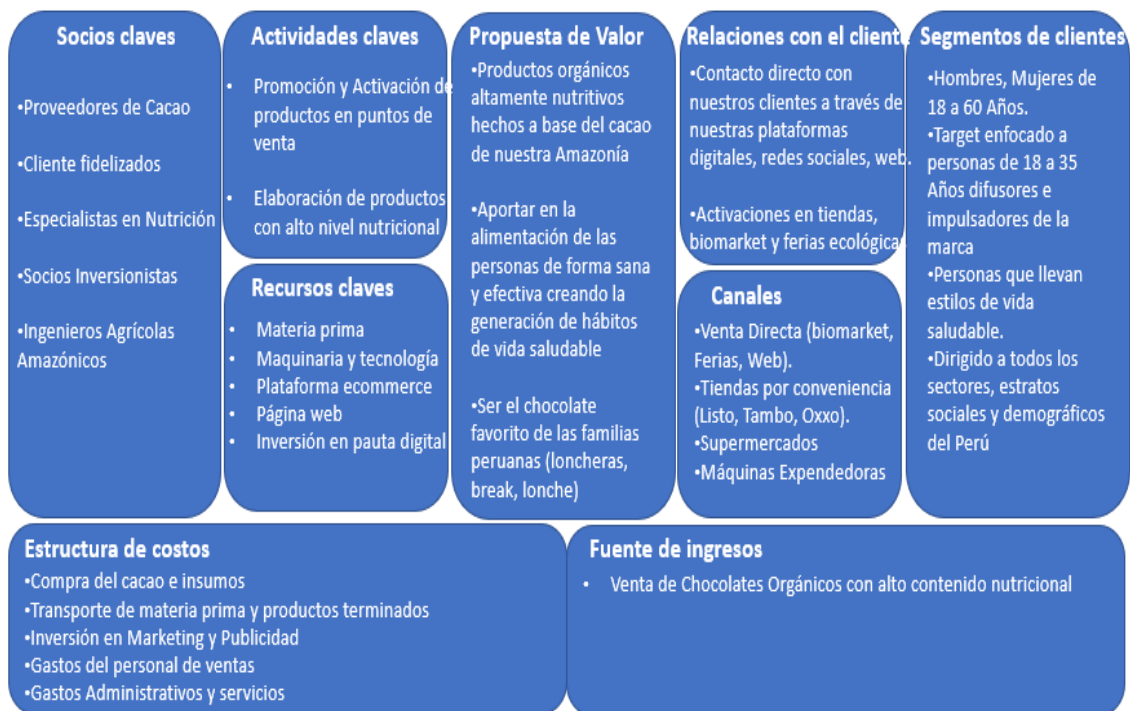 Socios claves
•Proveedores de Cacao
•Cliente fidelizados
•Especialistas en Nutrición
•Socios Inversionistas
•Ingenieros Agrícolas
Amazónicos
Actividades claves
• Promoción y Activación de
productos en puntos de
venta
• Elaboración de productos
con alto nivel nutricional
Recursos claves
• Materia prima
• Maquinaria y tecnología
• Plataforma ecommerce
• Página web
• Inversión en pauta digital
Propuesta de Valor
•Productos orgánicos
altamente nutritivos
hechos a base del cacao
de nuestra Amazonía
•Aportar en la
alimentación de las
personas de forma sana
y efectiva creando la
generación de hábitos
de vida saludable
•Ser el chocolate
favorito de las familias
peruanas (loncheras,
break, lonche)
Relaciones con el cliente
•Contacto directo con
nuestros clientes a través de
nuestras plataformas
digitales, redes sociales, web.
•Activaciones en tiendas,
biomarket y ferias ecológicas
Canales
•Venta Directa (biomarket,
Ferias, Web).
•Tiendas por conveniencia
(Listo, Tambo, Oxxo).
•Supermercados
•Máquinas Expendedoras
Segmentos de clientes
•Hombres, Mujeres de
18 a 60 Años.
•Target enfocado a
personas de 18 a 35
Años difusores e
impulsadores de la
marca
•Personas que llevan
estilos de vida
saludable.
•Dirigido a todos los
sectores, estratos
sociales y demográficos
del Perú
Estructura de costos
•Compra del cacao e insumos
•Transporte de materia prima y productos terminados
•Inversión en Marketing y Publicidad
•Gastos del personal de ventas
•Gastos Administrativos y servicios
Fuente de ingresos
• Venta de Chocolates Orgánicos con alto contenido nutricional